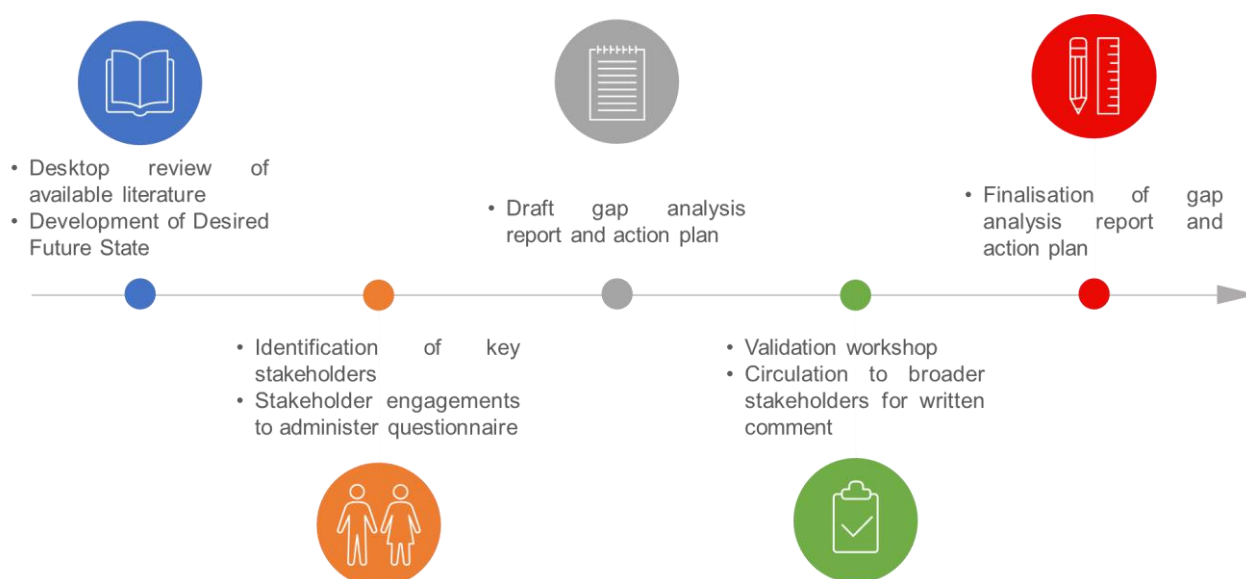 • Desktop review of
available literature
• Development of Desired
Future State
• Identification of key
stakeholders
• Stakeholder engagements
to administer questionnaire
• Draft gap analysis
report and action plan
• Validation workshop
• Circulation to broader
stakeholders for written
comment
• Finalisation of gap
analysis report and
action plan